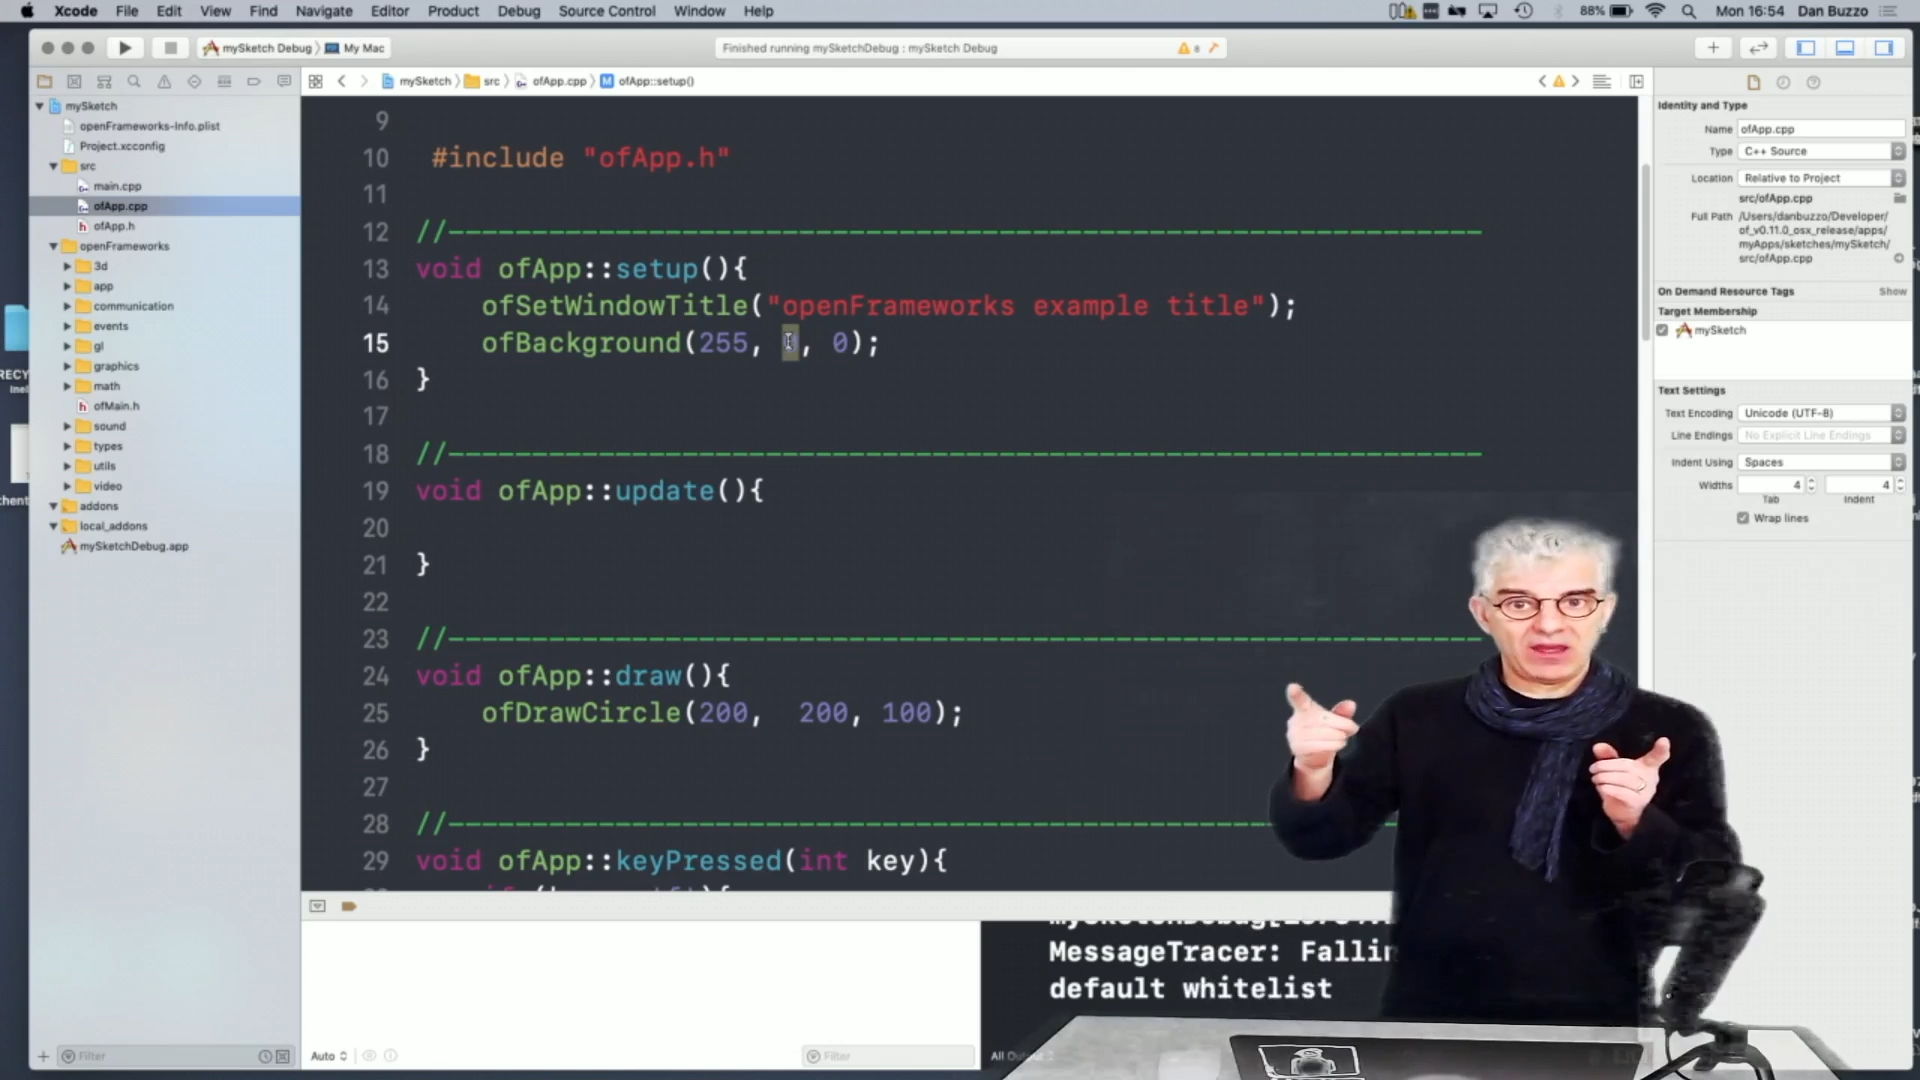 Xcode File Edit View Find Navigate Editor Product Debug Source Control Window Help
88% Mon 16:54 Dan Buzzo
mySketch Debug My Mac
Finished running mySketchDebug : mySketch Debug
8
mySketch src ofApp.cpp M ofApp::setup()
mySketch
openFrameworks-Info.plist
Project.xcconfig
src
main.cpp
ofApp.cpp
h ofApp.h
openFrameworks
3d
app
communication
events
gl
graphics
math
h ofMain.h
sound
types
utils
video
addons
local_addons
mySketchDebug.app
Filter
9
10 #include "ofApp.h"
11
12 //---------------------------------------------------------------
13 void ofApp::setup(){
14 ofSetWindowTitle("openFrameworks example title");
15 ofBackground(255, , 0);
16 }
17
18 //---------------------------------------------------------------
19 void ofApp::update(){
20
21 }
22
23 //---------------------------------------------------------------
24 void ofApp::draw(){
25 ofDrawCircle(200, 200, 100);
26 }
27
28 //---------------------------------------------------------------
29 void ofApp::keyPressed(int key){
Auto
Filter
MessageTracer: Fallin
default whitelist
All
Identity and Type
Name ofApp.cpp
Type C++ Source
Location Relative to Project
src/ofApp.cpp
Full Path /Users/danbuzzo/Developer/
of_v0.11.0_osx_release/apps/
myApps/sketches/mySketch/
src/ofApp.cpp
On Demand Resource Tags Show
Target Membership
mySketch
Text Settings
Text Encoding Unicode (UTF-8)
Line Endings No Explicit Line Endings
Indent Using Spaces
Widths 4 4
Tab Indent
Wrap lines